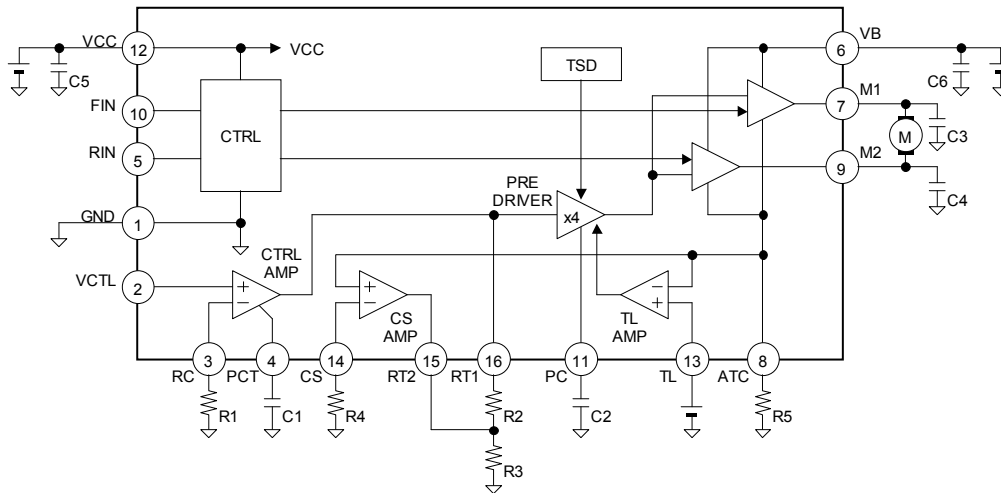 VCC
12
VCC
C5
TSD
VB
6
C6
FIN
10
CTRL
M1
7
C3
RIN
5
M
M2
9
C4
GND
1
PRE
DRIVER
x4
VCTL
2
CTRL
AMP
+
−
CS
AMP
+
−
TL
AMP
−
+
3
4
14
15
16
11
13
8
RC
PCT
CS
RT2
RT1
PC
TL
ATC
R1
C1
R4
R2
C2
R5
R3